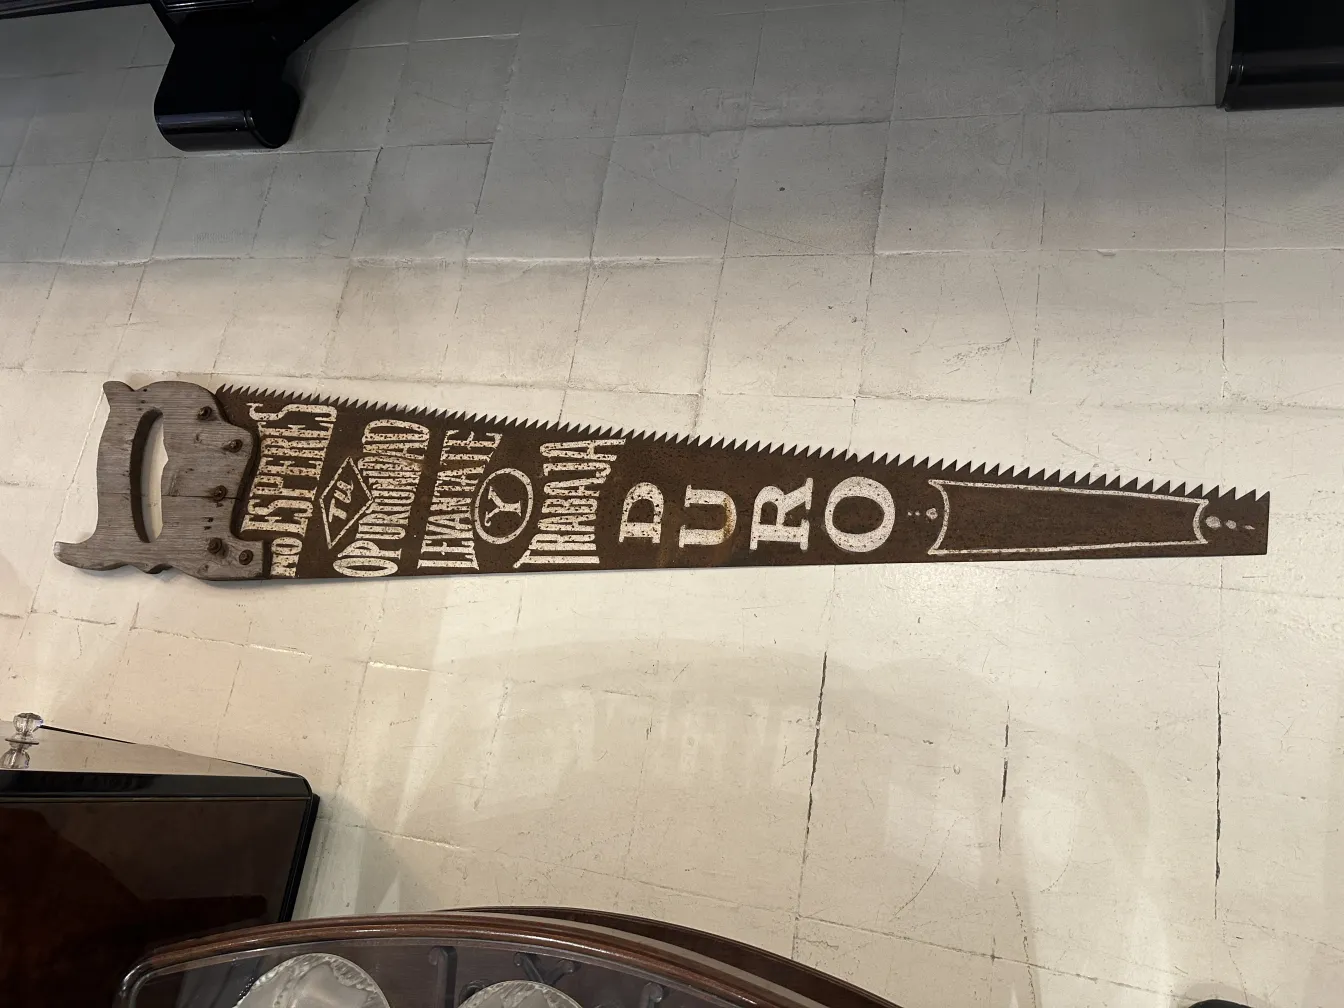 NO ESPERES
TU
OPORTUNIDAD
LEVANTATE
Y
TRABAJA
DURO